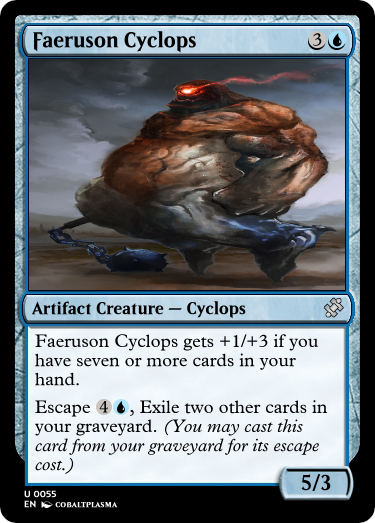 Faeruson Cyclops 3
Artifact Creature — Cyclops
Faeruson Cyclops gets +1/+3 if you
have seven or more cards in your
hand.
Escape 4, Exile two other cards in
your graveyard. (You may cast this
card from your graveyard for its escape
cost.)
5/3
U 0055
EN COBALTPLASMA